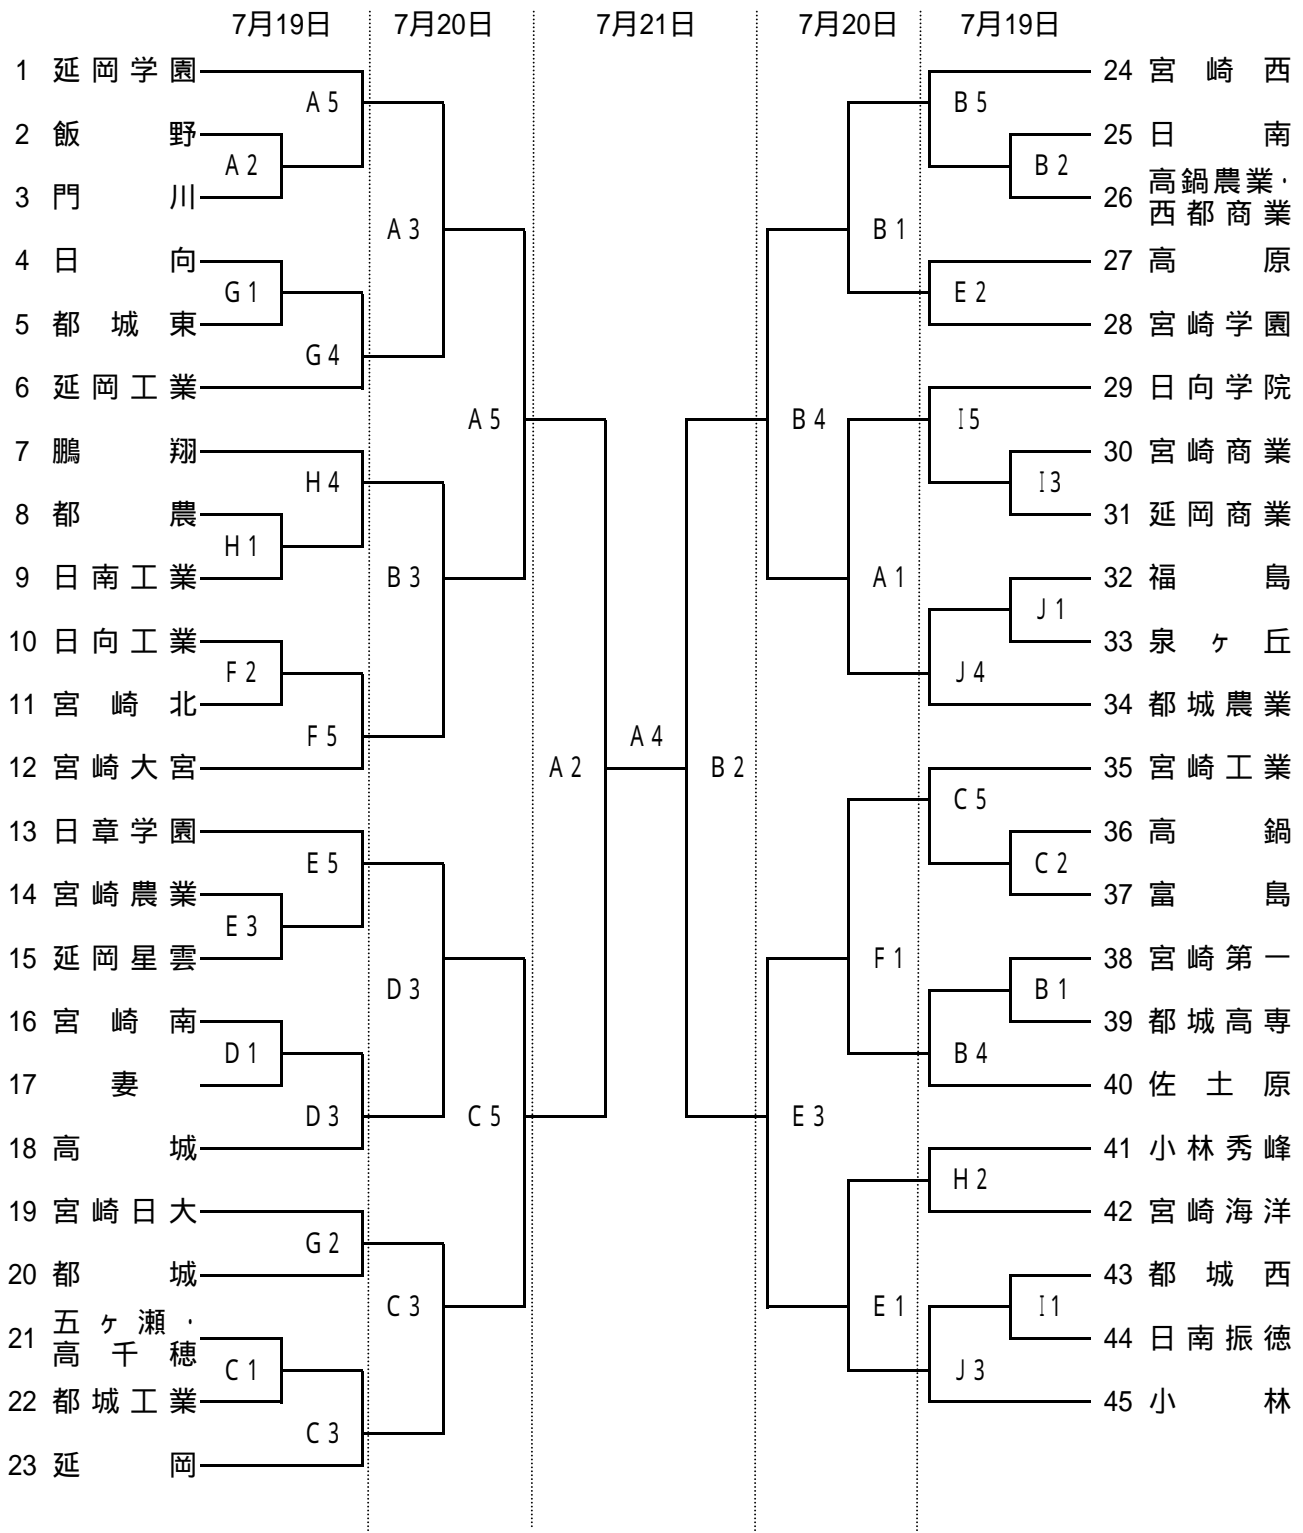 7月19日 7月20日 7月21日 7月20日 7月19日
1 延岡学園
2 飯野
3 門川
4 日向
5 都城東
6 延岡工業
7 鵬翔
8 都農
9 日南工業
10 日向工業
11 宮崎北
12 宮崎大宮
13 日章学園
14 宮崎農業
15 延岡星雲
16 宮崎南
17 妻
18 高城
19 宮崎日大
20 都城
21 五ヶ瀬・
高千穂
22 都城工業
23 延岡
A5
A2
G1
G4
H4
H1
F2
F5
E5
E3
D1
D3
G2
C1
C3
A3
B3
D3
C3
A5
C5
A2
A4
B2
B4
E3
B1
A1
F1
E1
B5
B2
E2
I5
I3
J1
J4
C5
C2
B1
B4
H2
I1
J3
24 宮崎西
25 日南
26 高鍋農業・
西都商業
27 高原
28 宮崎学園
29 日向学院
30 宮崎商業
31 延岡商業
32 福島
33 泉ヶ丘
34 都城農業
35 宮崎工業
36 高鍋
37 富島
38 宮崎第一
39 都城高専
40 佐土原
41 小林秀峰
42 宮崎海洋
43 都城西
44 日南振徳
45 小林